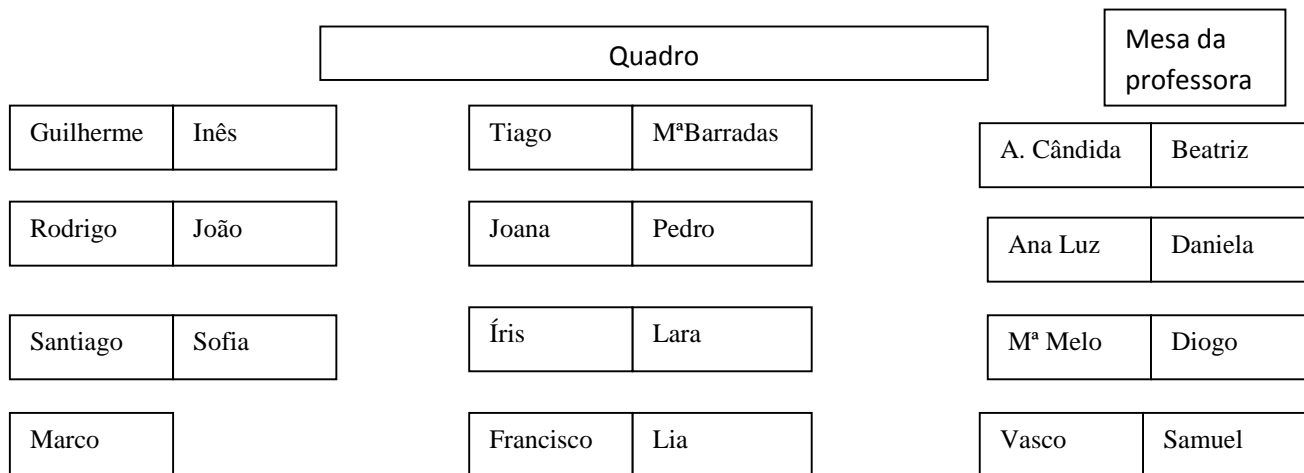 Quadro
Mesa da
professora
Guilherme Inês
Tiago MªBarradas
A. Cândida Beatriz
Rodrigo João
Joana Pedro
Ana Luz Daniela
Santiago Sofia
Íris Lara
Mª Melo Diogo
Marco
Francisco Lia
Vasco Samuel